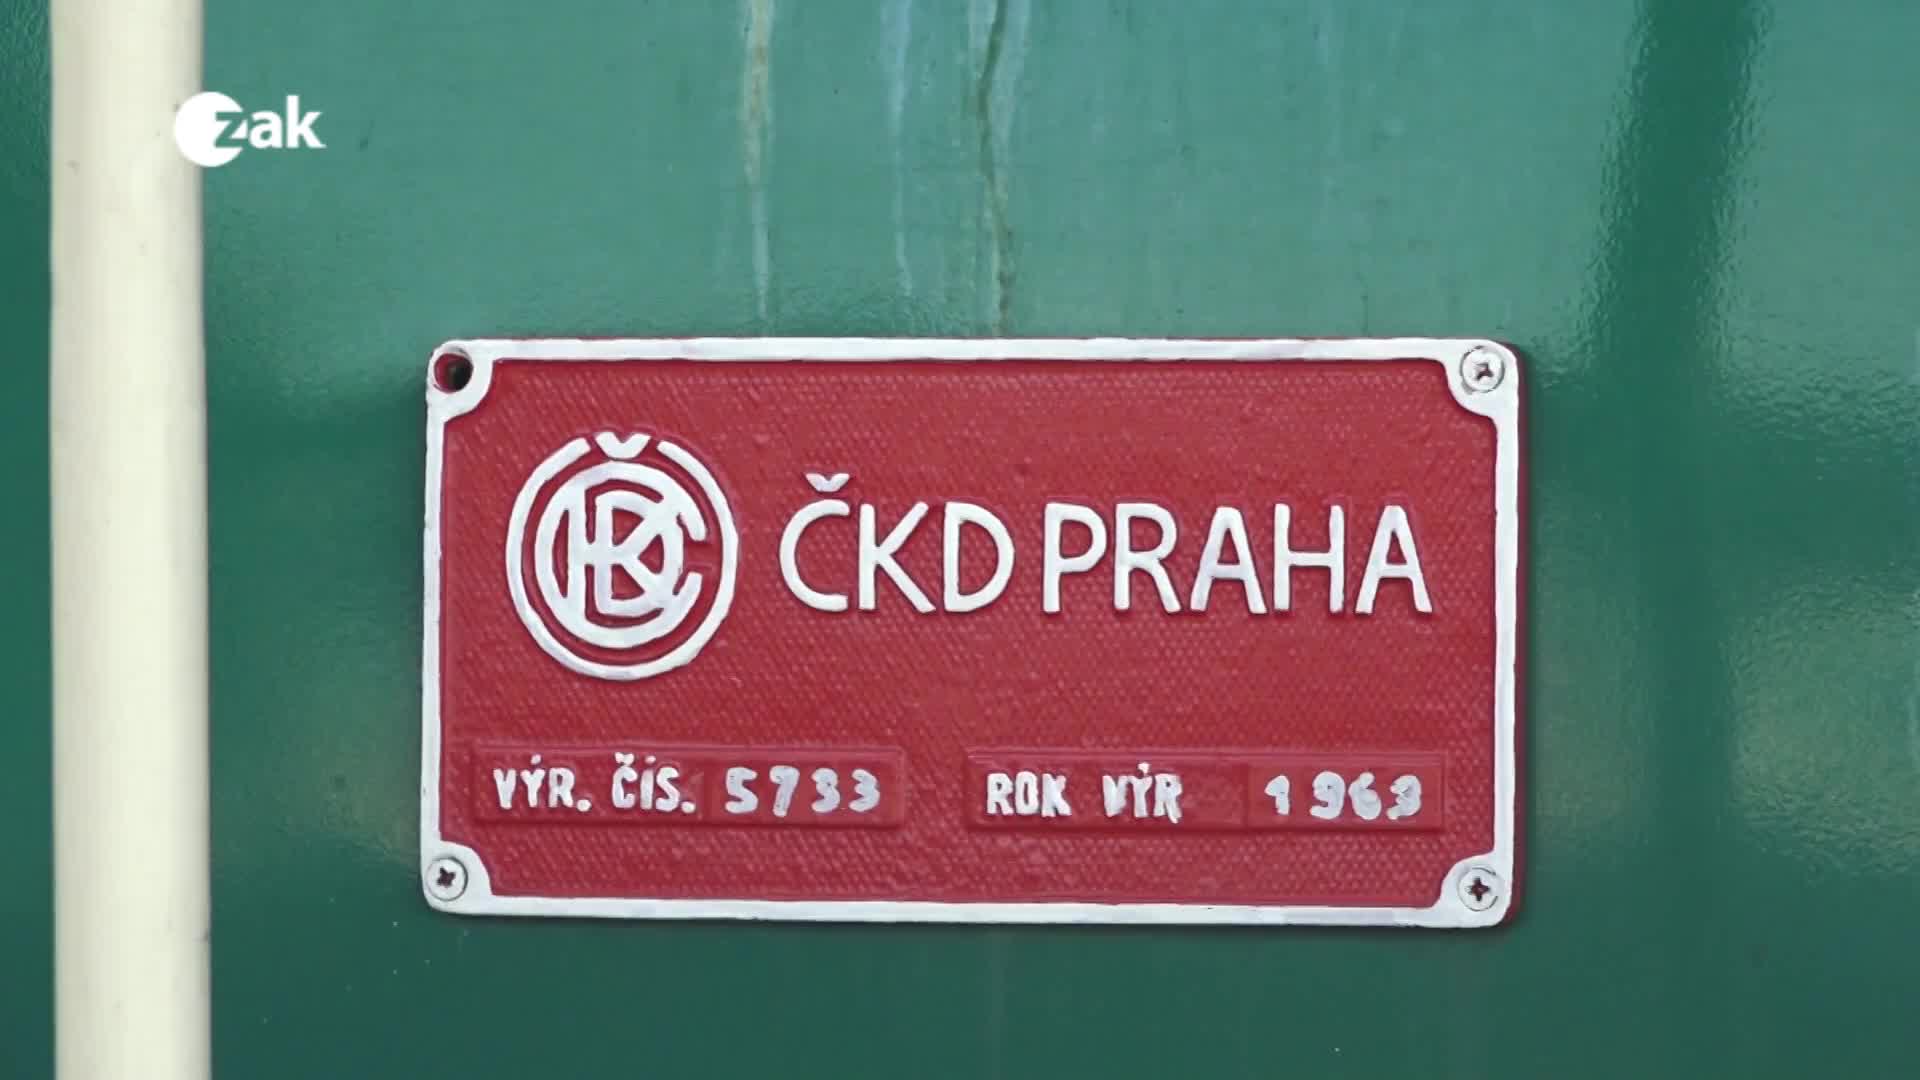 zak
ČKD PRAHA
VÝR. ČÍS. 5733
ROK VÝR 1963